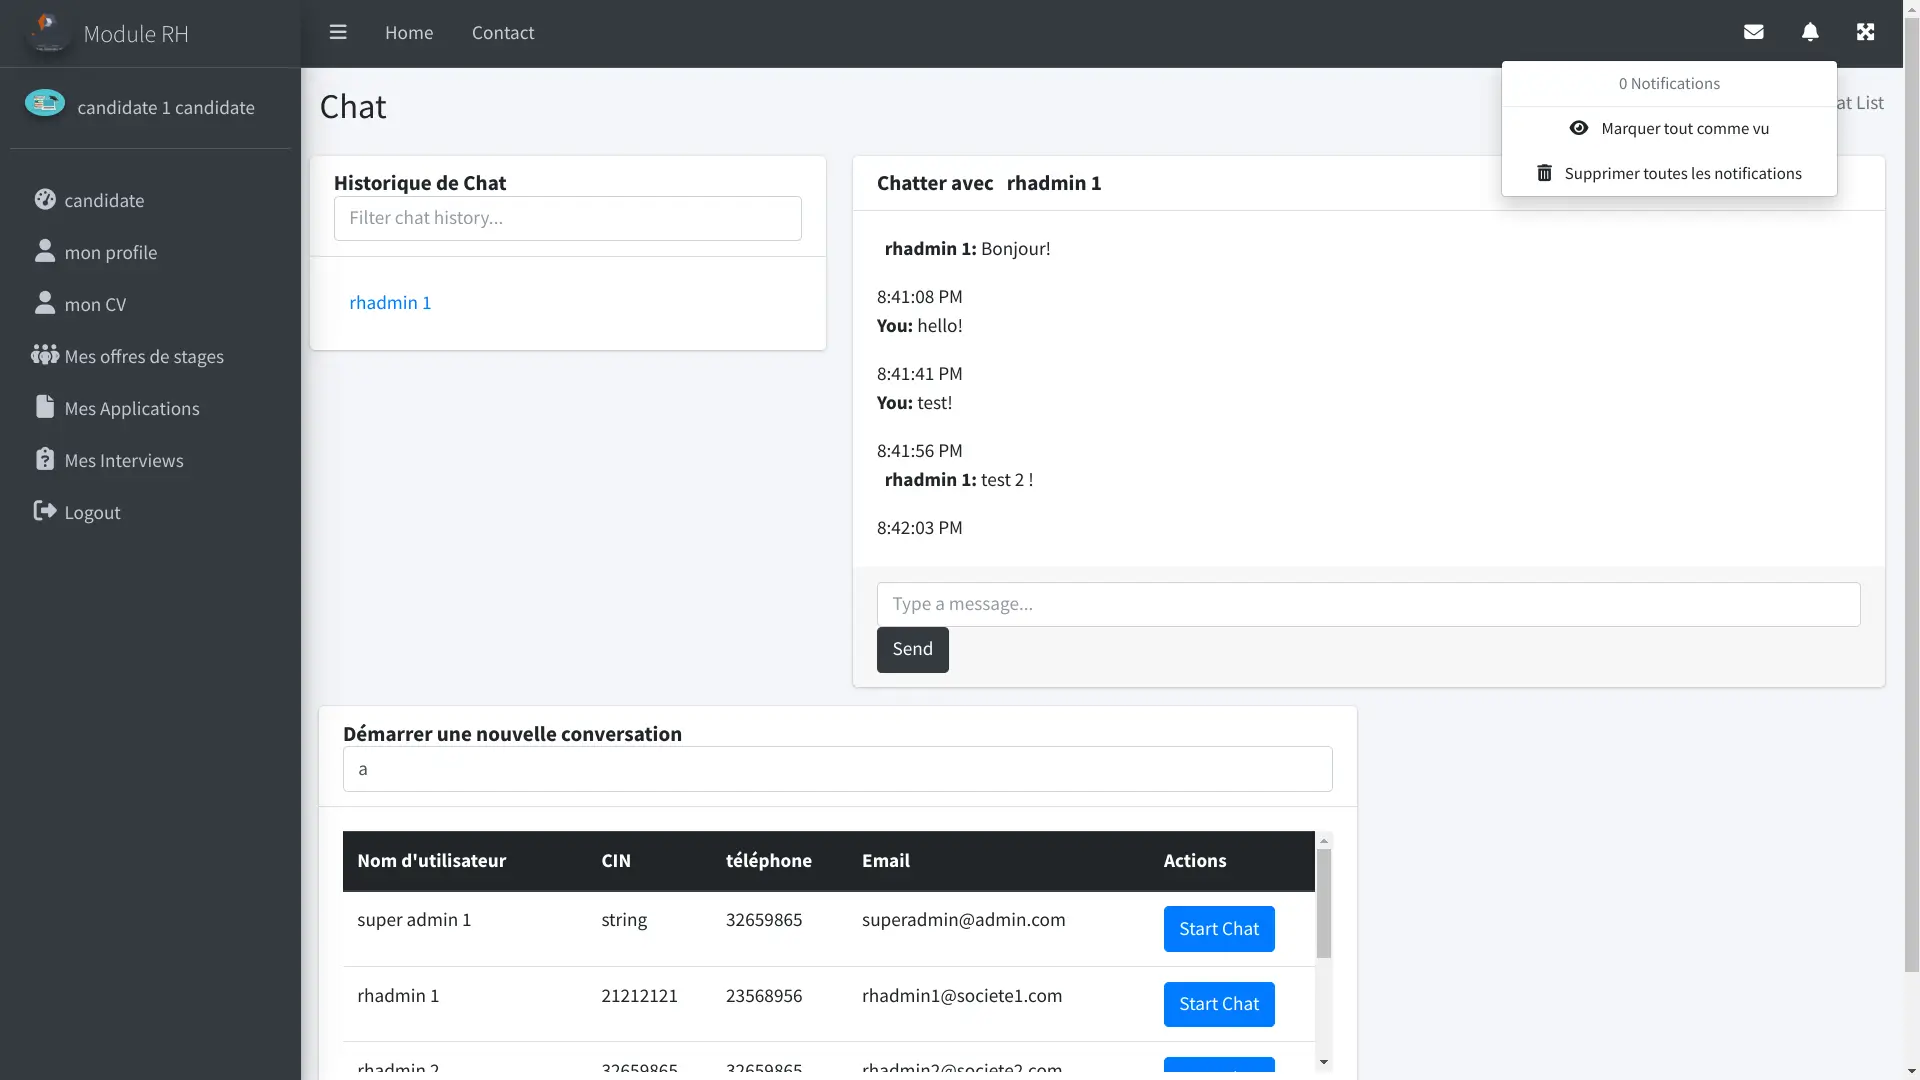 Module RH
Home
Contact
candidate 1 candidate
candidate
mon profile
mon CV
Mes offres de stages
Mes Applications
Mes Interviews
Logout
0 Notifications
Marquer tout comme vu
Supprimer toutes les notifications
Chat
at List
Historique de Chat
Filter chat history...
rhadmin 1
Chatter avec rhadmin 1
rhadmin 1: Bonjour!
8:41:08 PM
You: hello!
8:41:41 PM
You: test!
8:41:56 PM
rhadmin 1: test 2 !
8:42:03 PM
Type a message...
Send
Démarrer une nouvelle conversation
a
Nom d'utilisateur CIN téléphone Email Actions
super admin 1 string 32659865 superadmin@admin.com Start Chat
rhadmin 1 21212121 23568956 rhadmin1@societe1.com Start Chat
rhadmin 2 32659865 32659865 rhadmin2@societe2.com